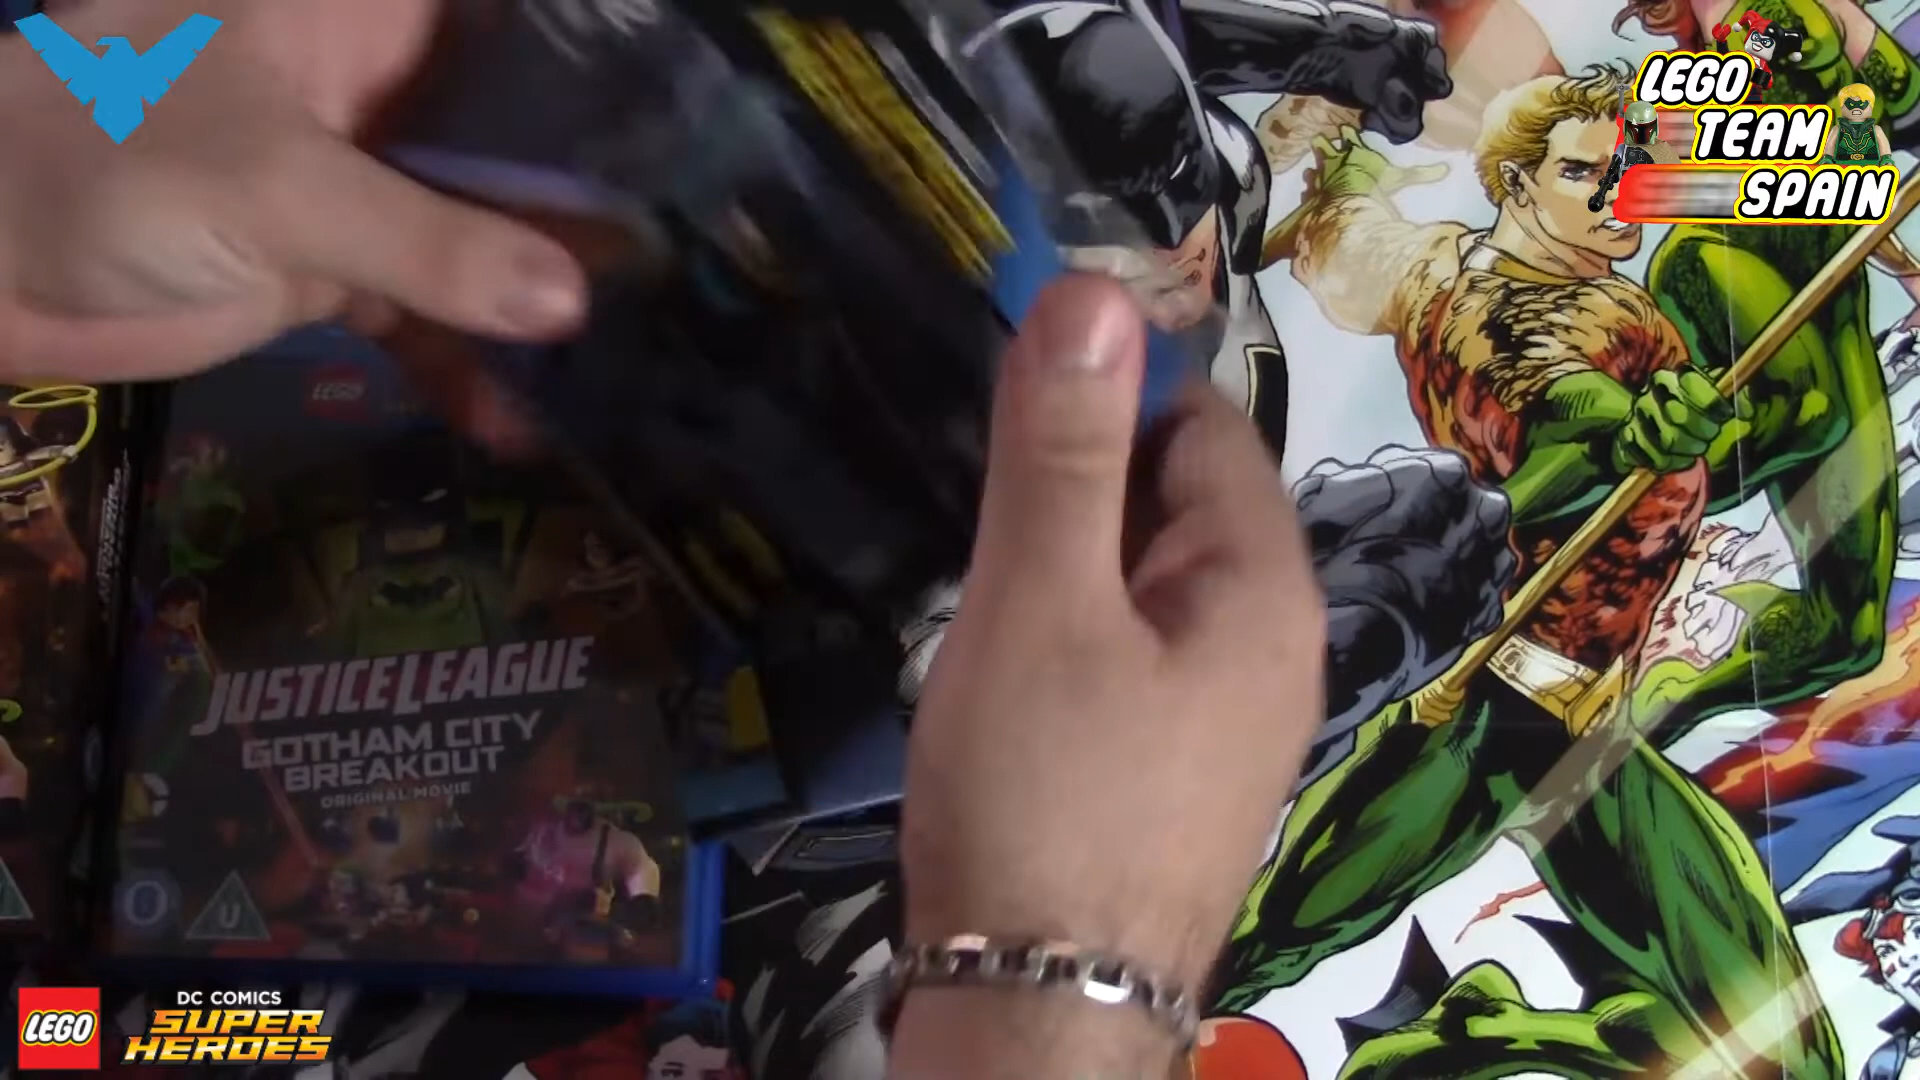 LEGO
TEAM
SPAIN
LEGO
JUSTICE LEAGUE
GOTHAM CITY
BREAKOUT
ORIGINAL MOVIE
U
LEGO
DC COMICS
SUPER
HEROES